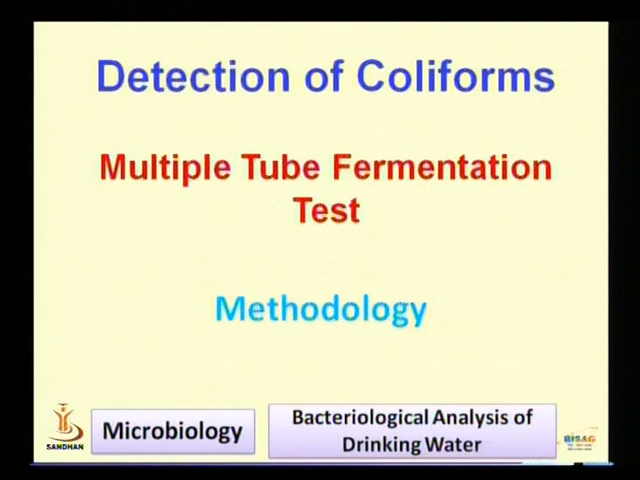 Detection of Coliforms
Multiple Tube Fermentation
Test
Methodology
SANDHAN
Microbiology
Bacteriological Analysis of
Drinking Water
BISAG